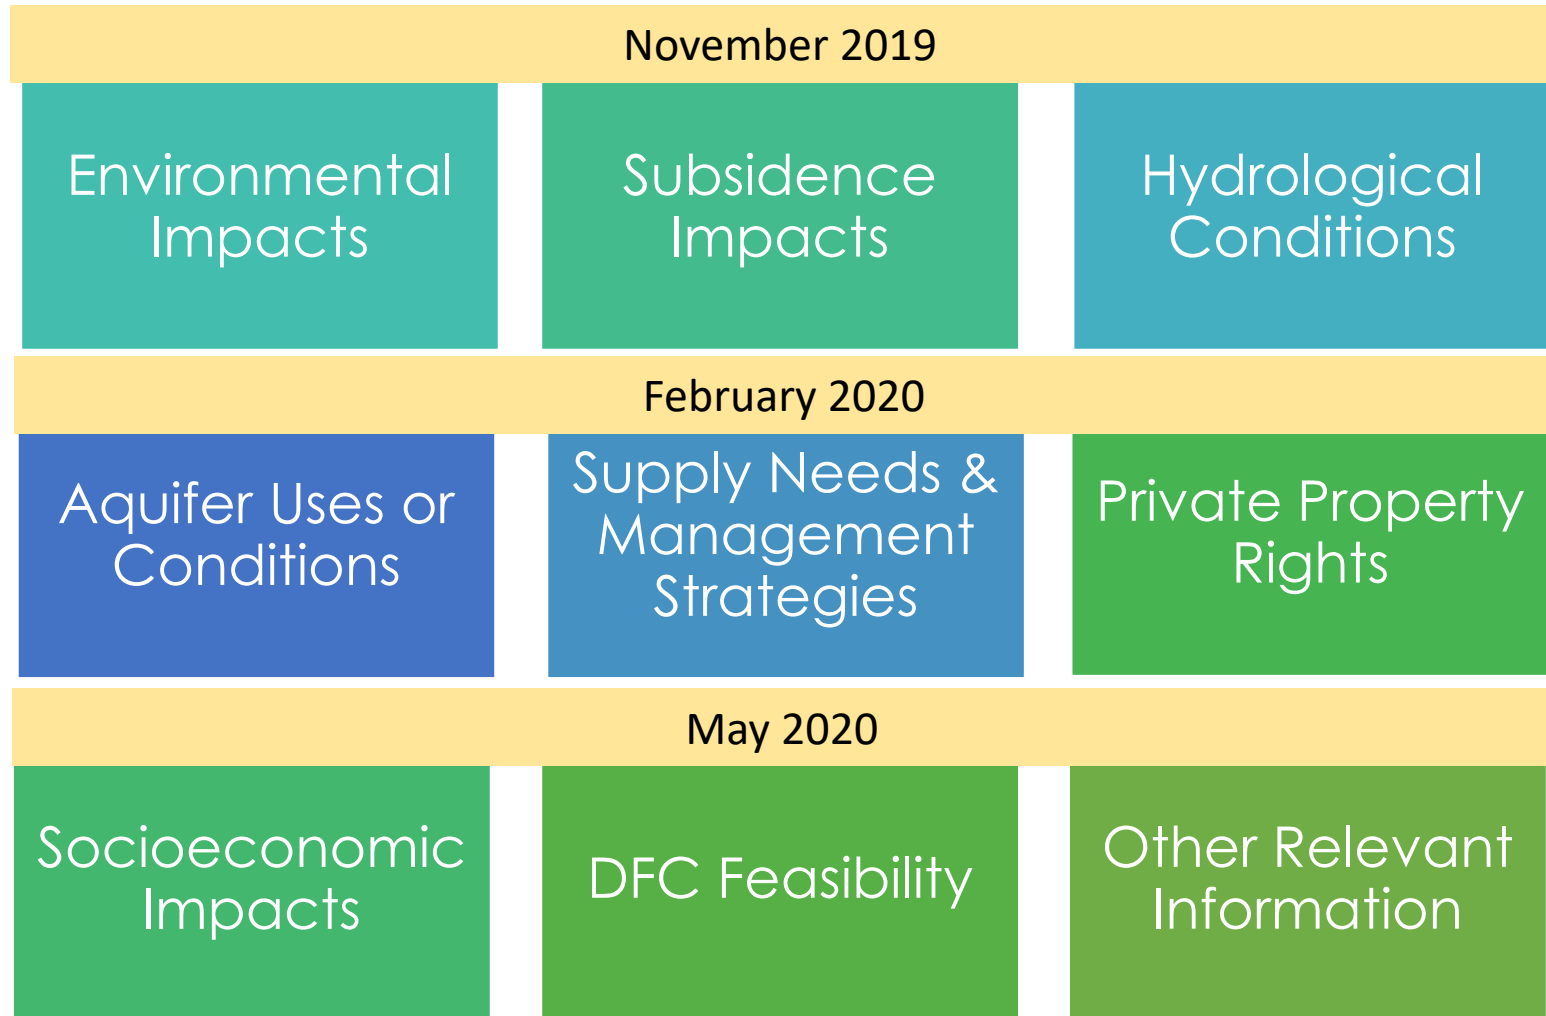 November 2019
Environmental
Impacts
Subsidence
Impacts
Hydrological
Conditions
February 2020
Aquifer Uses or
Conditions
Supply Needs &
Management
Strategies
Private Property
Rights
May 2020
Socioeconomic
Impacts
DFC Feasibility
Other Relevant
Information